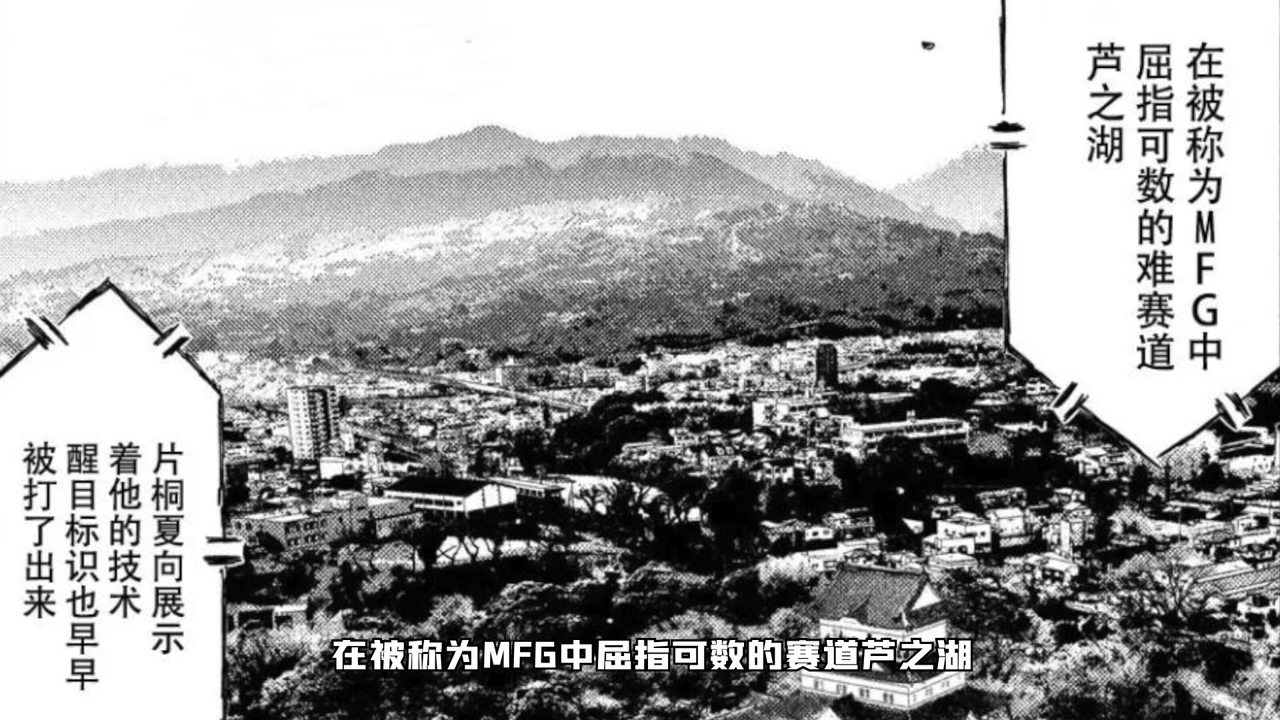 在被称为MFG中
屈指可数的难赛道
芦之湖
片桐夏向展示
着他的技术
醒目标识也早早
被打了出来
在被称为MFG中屈指可数的赛道芦之湖